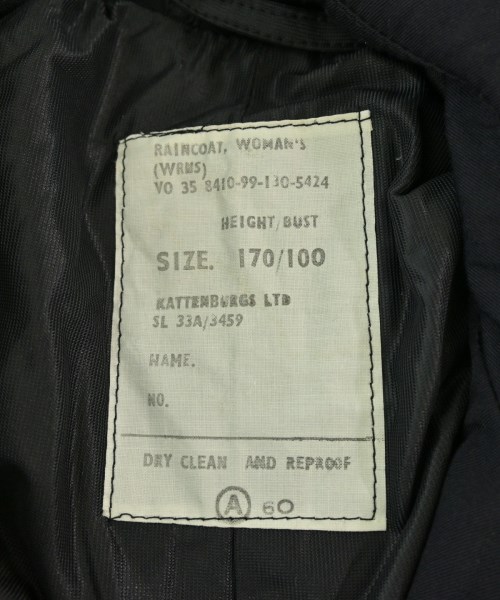 RAINCOAT, WOMAN'S
(WRNS)
VO 35 8410-99-130-5424
HEIGHT/BUST
SIZE. 170/100
KATTENBURGS LTD
SL 33A/3459
NAME.
NO.
DRY CLEAN AND REPROOF
A 60